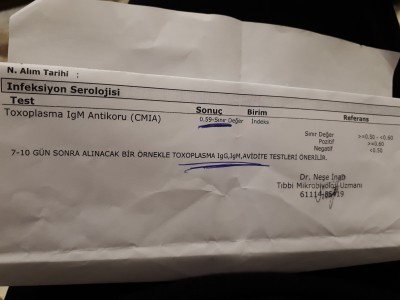 N. Alım Tarihi :
Infeksiyon Serolojisi
Test Sonuç Birim Referans
Toxoplasma IgM Antikoru (CMIA) 0.59-Sınır Değer İndeks Sınır Değer >=0.50 - <0.60
Pozitif >=0.60
Negatif <0.50
7-10 GÜN SONRA ALINACAK BİR ÖRNEKLE TOXOPLASMA IgG,IgM,AVİDİTE TESTLERİ ÖNERİLİR.
Dr. Neşe İnan
Tıbbi Mikrobiyoloji Uzmanı